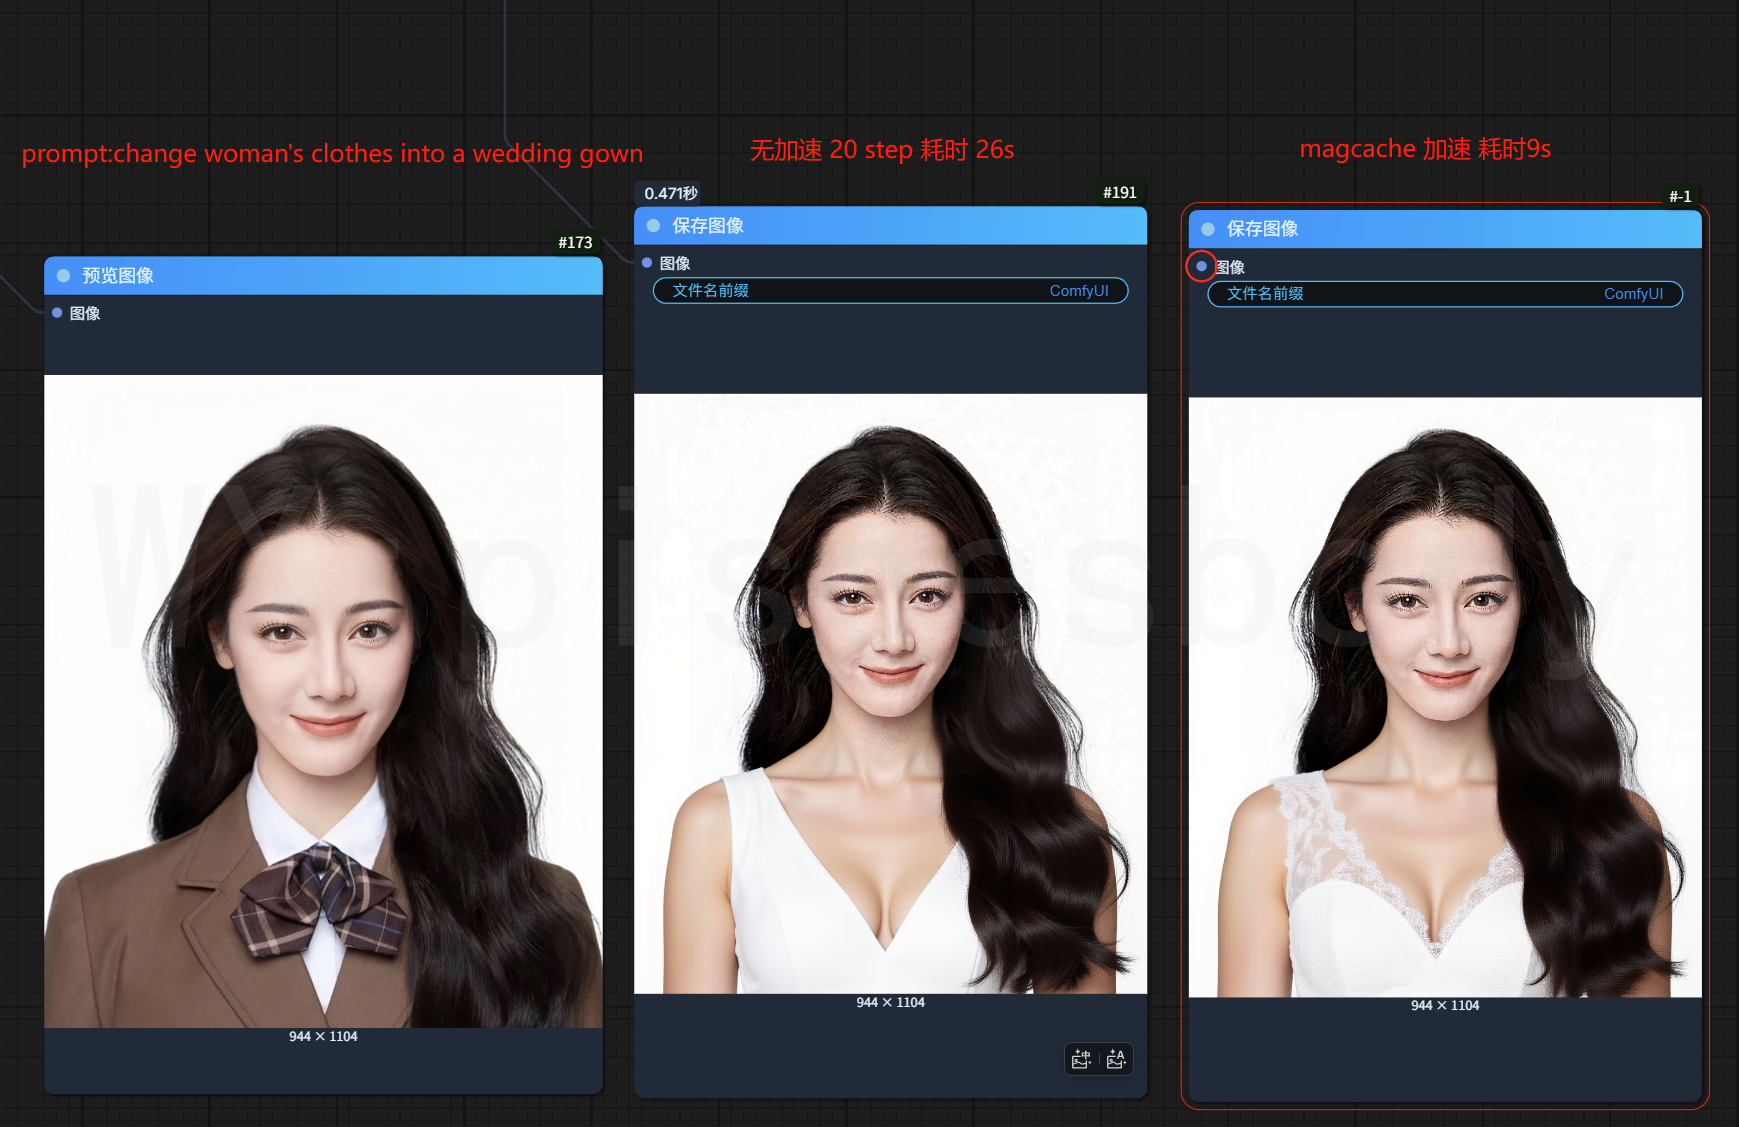 prompt:change woman's clothes into a wedding gown
无加速 20 step 耗时 26s
magcache 加速 耗时9s
#173
预览图像
图像
944 × 1104
0.471秒
#191
保存图像
图像
文件名前缀 ComfyUI
944 × 1104
#-1
保存图像
图像
文件名前缀 ComfyUI
944 × 1104